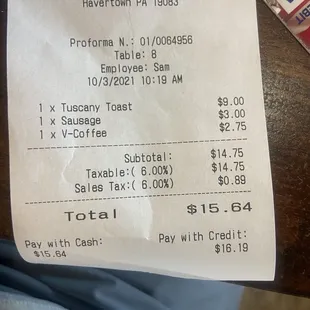 Havertown PA 19083
Proforma N.: 01/0064956
Table: 8
Employee: Sam
10/3/2021 10:19 AM
1 x Tuscany Toast $9.00
1 x Sausage $3.00
1 x V-Coffee $2.75
Subtotal: $14.75
Taxable:( 6.00%) $14.75
Sales Tax:( 6.00%) $0.89
Total $15.64
Pay with Cash: Pay with Credit:
$15.64 $16.19